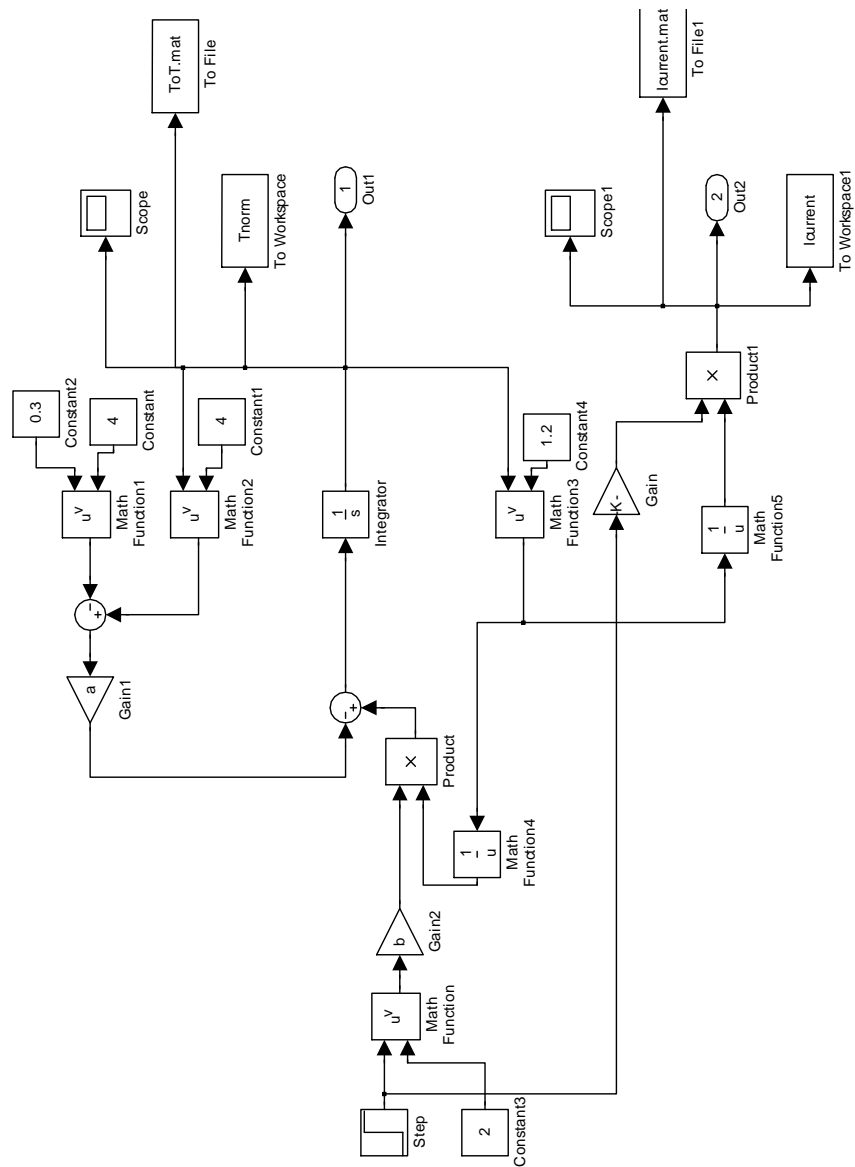 Step
2
Constant3
u^v
Math
Function
b
Gain2
1
u
Math
Function4
×
Product
a
Gain1
-
+
-
+
u^v
Math
Function1
0.3
Constant2
4
Constant
u^v
Math
Function2
4
Constant1
1
s
Integrator
u^v
Math
Function3
1.2
Constant4
K-
Gain
1
u
Math
Function5
×
Product1
Scope
ToT.mat
To File
Tnorm
To Workspace
1
Out1
Scope1
Icurrent.mat
To File1
2
Out2
Icurrent
To Workspace1